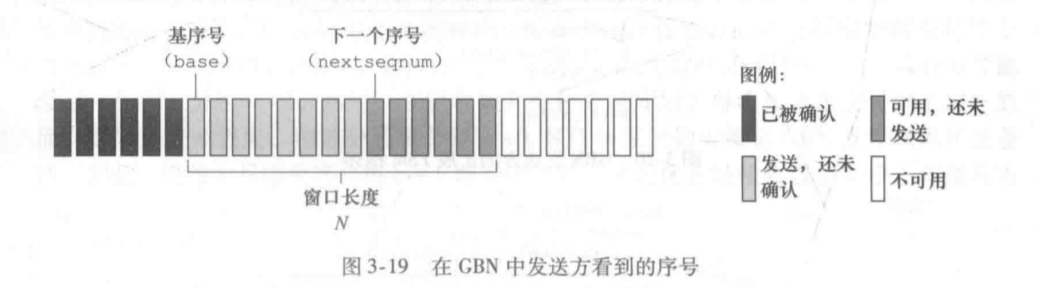 基序号
(base)
下一个序号
(nextseqnum)
窗口长度
N
图例:
已被确认
可用,还未
发送
发送,还未
确认
不可用
图 3-19 在 GBN 中发送方看到的序号